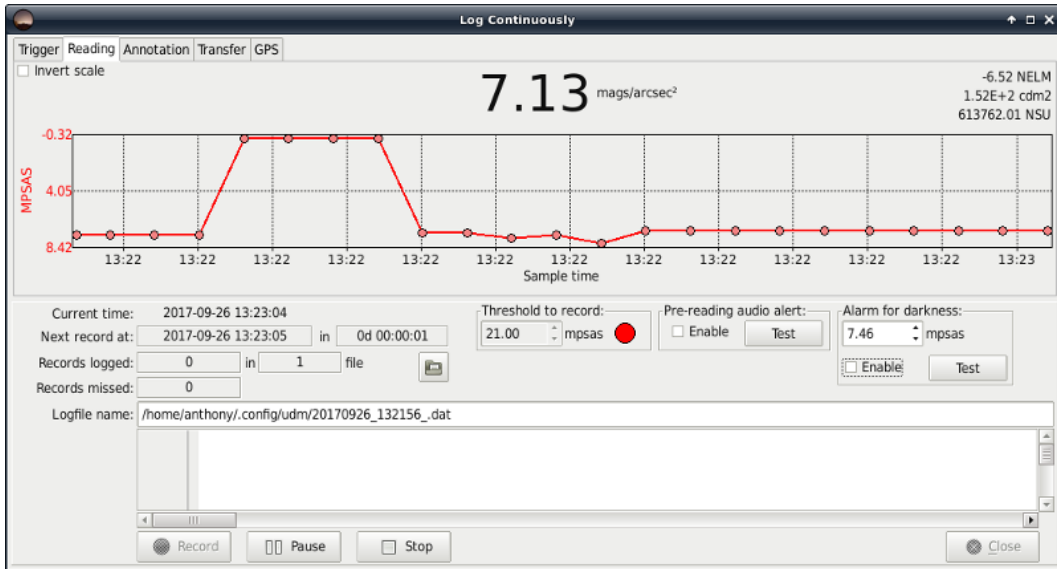 Log Continuously
Trigger Reading Annotation Transfer GPS
Invert scale
7.13 mags/arcsec²
-6.52 NELM
1.52E+2 cdm2
613762.01 NSU
MPSAS
-0.32
4.05
8.42
13:22 13:22 13:22 13:22 13:22 13:22 13:22 13:22 13:22 13:22 13:22 13:22 13:23
Sample time
Current time: 2017-09-26 13:23:04
Next record at: 2017-09-26 13:23:05 in 0d 00:00:01
Records logged: 0 in 1 file
Records missed: 0
Threshold to record:
21.00 mpsas
Pre-reading audio alert:
Enable Test
Alarm for darkness:
7.46 mpsas
Enable Test
Logfile name: /home/anthony/.config/udm/20170926_132156_.dat
Record Pause Stop Close